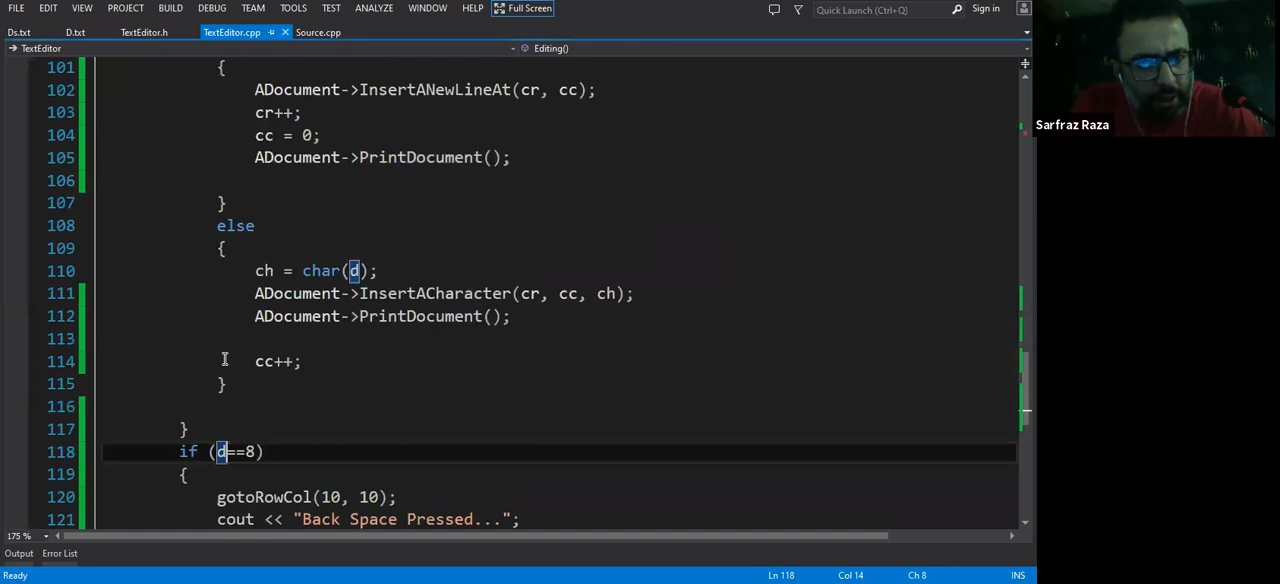 FILE EDIT VIEW PROJECT BUILD DEBUG TEAM TOOLS TEST ANALYZE WINDOW HELP Full Screen Quick Launch (Ctrl+Q) Sign in
Ds.txt D.txt TextEditor.h TextEditor.cpp Source.cpp
TextEditor Editing()
101 {
102 ADocument->InsertANewLineAt(cr, cc);
103 cr++;
104 cc = 0;
105 ADocument->PrintDocument();
106
107 }
108 else
109 {
110 ch = char(d);
111 ADocument->InsertACharacter(cr, cc, ch);
112 ADocument->PrintDocument();
113
114 cc++;
115 }
116
117 }
118 if (d==8)
119 {
120 gotoRowCol(10, 10);
121 cout << "Back Space Pressed...";
175 %
Output Error List
Ready Ln 118 Col 14 Ch 8 INS
Sarfraz Raza